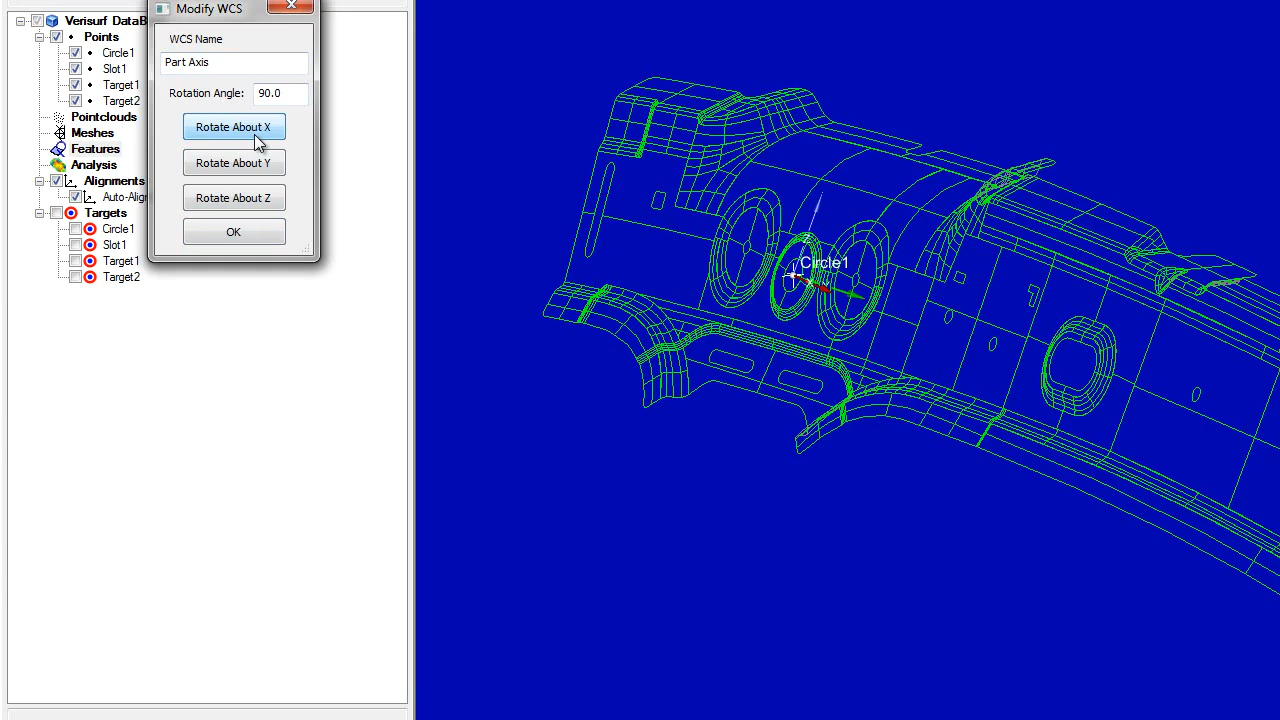 Modify WCS
Verisurf DataB
Points
Circle1
Slot1
Target1
Target2
Pointclouds
Meshes
Features
Analysis
Alignments
Auto-Align
Targets
Circle1
Slot1
Target1
Target2
WCS Name
Part Axis
Rotation Angle: 90.0
Rotate About X
Rotate About Y
Rotate About Z
OK
Z
Circle1
X